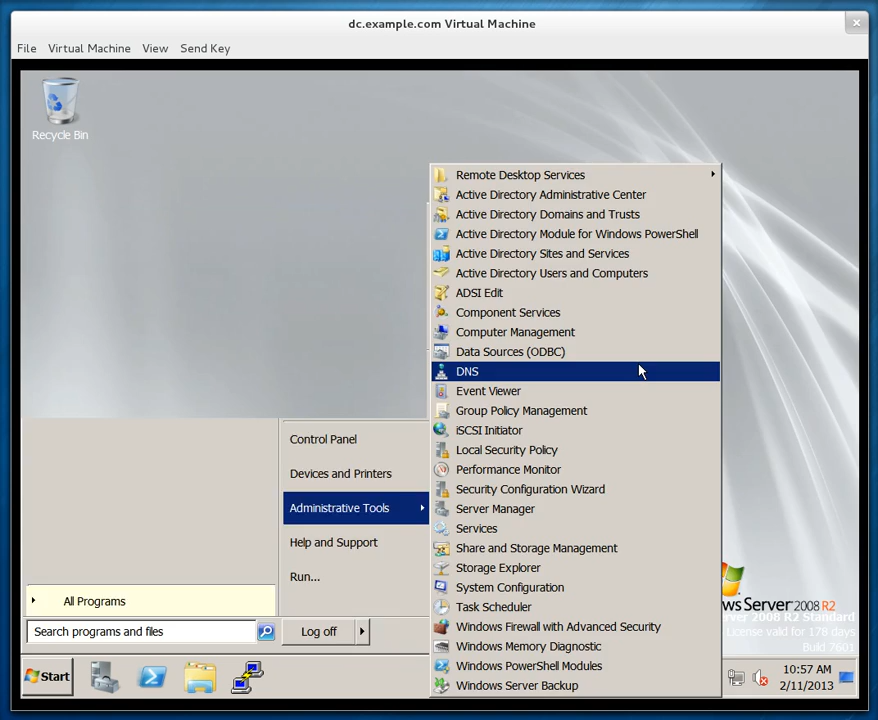 dc.example.com Virtual Machine
File Virtual Machine View Send Key
Recycle Bin
Remote Desktop Services
Active Directory Administrative Center
Active Directory Domains and Trusts
Active Directory Module for Windows PowerShell
Active Directory Sites and Services
Active Directory Users and Computers
ADSI Edit
Component Services
Computer Management
Data Sources (ODBC)
DNS
Event Viewer
Group Policy Management
iSCSI Initiator
Local Security Policy
Performance Monitor
Security Configuration Wizard
Server Manager
Services
Share and Storage Management
Storage Explorer
System Configuration
Task Scheduler
Windows Firewall with Advanced Security
Windows Memory Diagnostic
Windows PowerShell Modules
Windows Server Backup
Control Panel
Devices and Printers
Administrative Tools
Help and Support
Run...
All Programs
Search programs and files
Log off
ws Server 2008 R2
rver 2008 R2 Standard
License valid for 178 days
Build 7601
Start
10:57 AM
2/11/2013